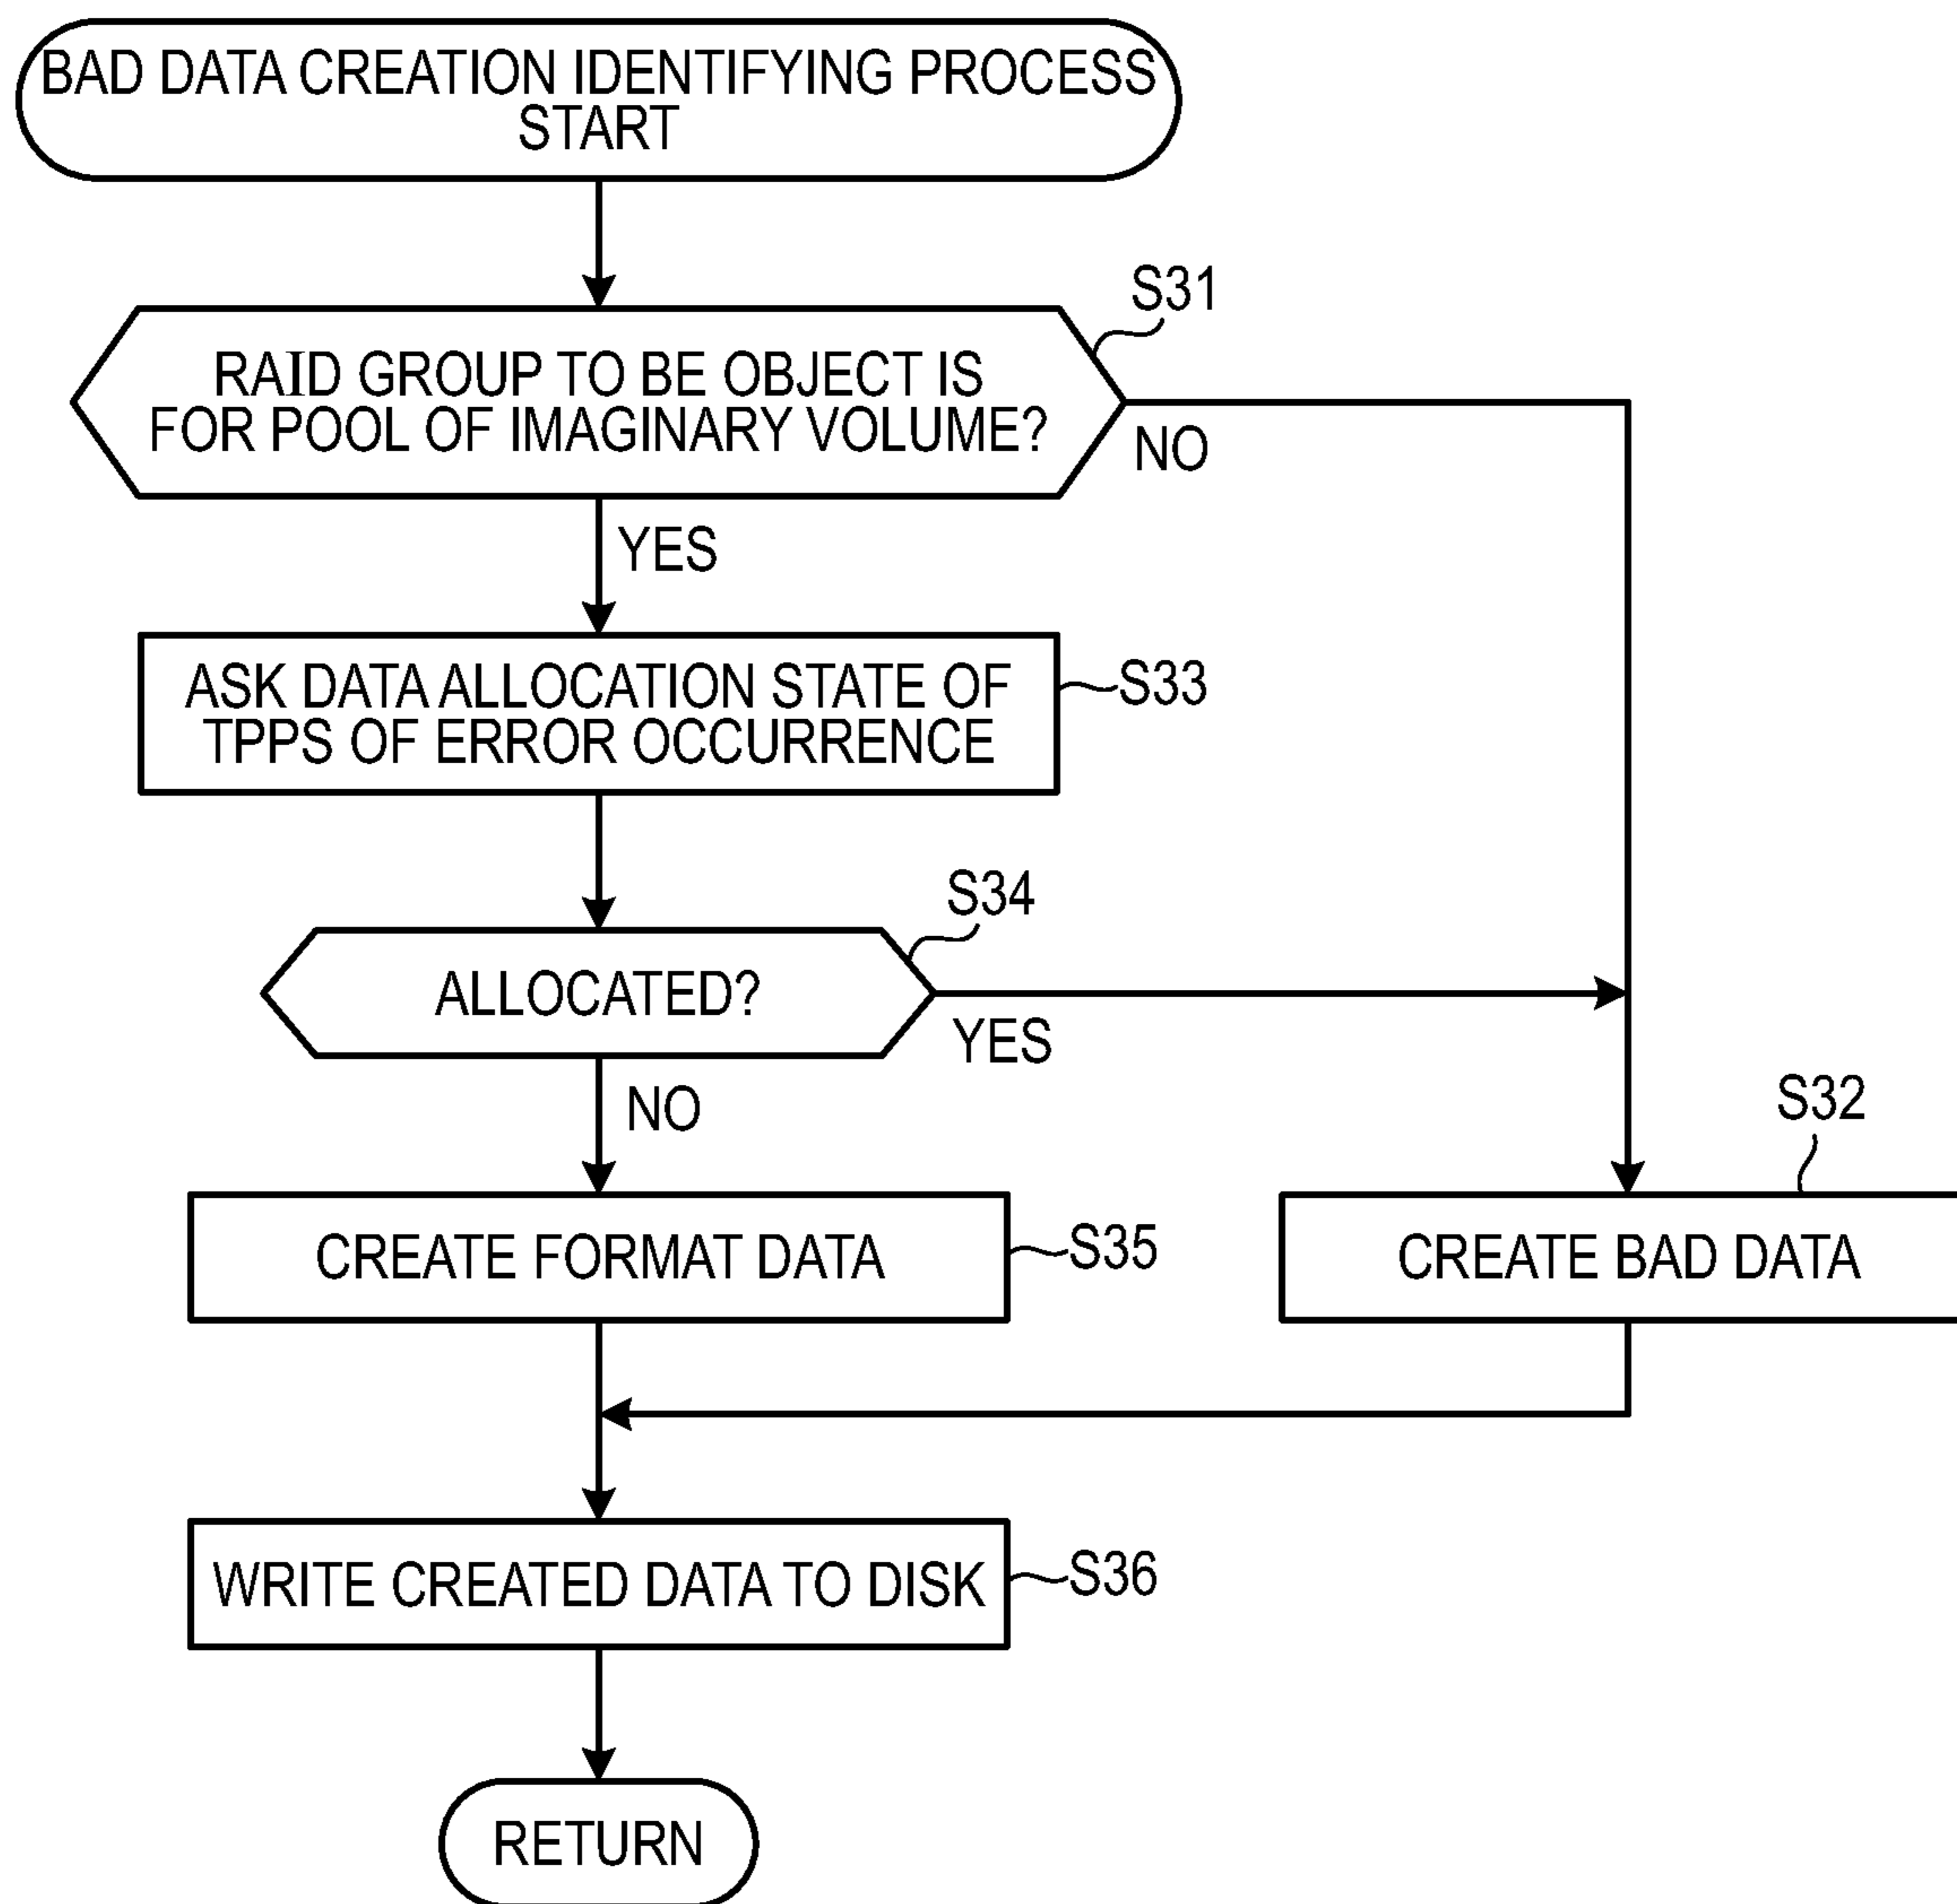 BAD DATA CREATION IDENTIFYING PROCESS
START
S31
RAID GROUP TO BE OBJECT IS
FOR POOL OF IMAGINARY VOLUME?
NO
YES
ASK DATA ALLOCATION STATE OF
TPPS OF ERROR OCCURRENCE
S33
S34
ALLOCATED?
YES
NO
S32
CREATE FORMAT DATA
S35
CREATE BAD DATA
WRITE CREATED DATA TO DISK
S36
RETURN